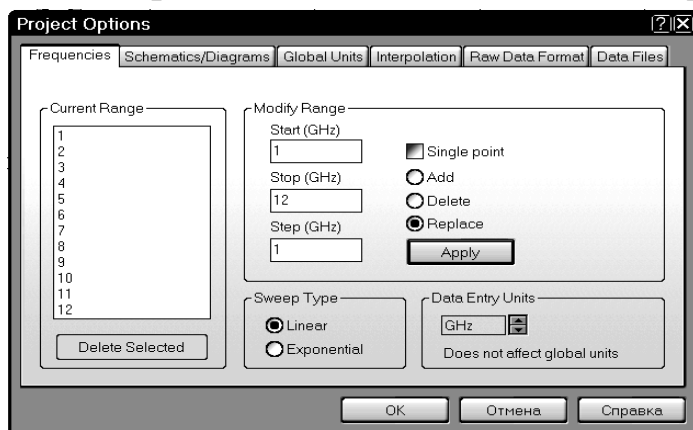 Project Options
Frequencies Schematics/Diagrams Global Units Interpolation Raw Data Format Data Files
Current Range
1
2
3
4
5
6
7
8
9
10
11
12
Delete Selected
Modify Range
Start (GHz)
1
Stop (GHz)
12
Step (GHz)
1
Single point
Add
Delete
Replace
Apply
Sweep Type
Linear
Exponential
Data Entry Units
GHz
Does not affect global units
OK Отмена Справка